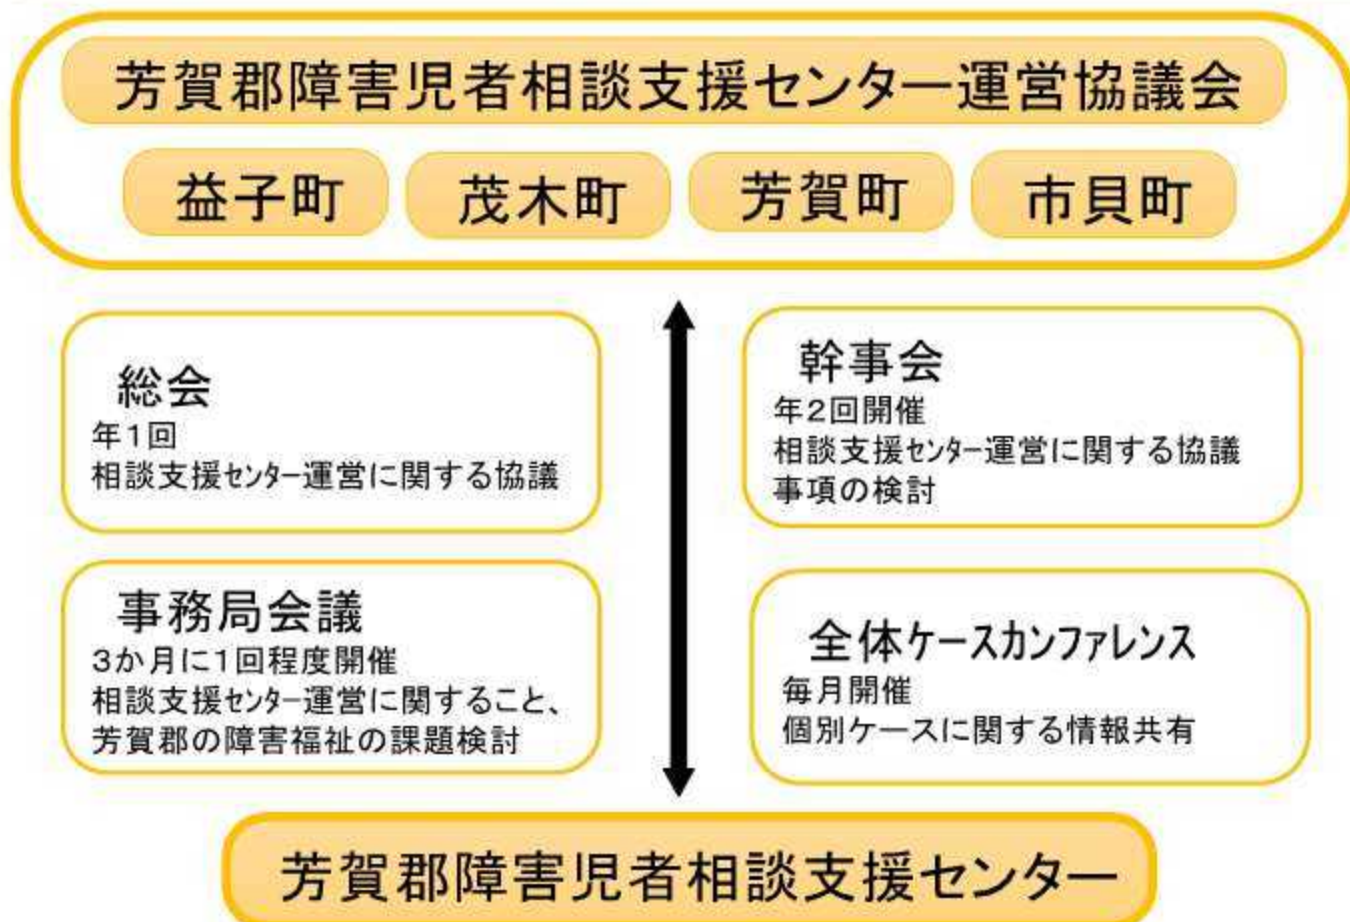 芳賀郡障害児者相談支援センター運営協議会
益子町
茂木町
芳賀町
市貝町
総会
年1回
相談支援センター運営に関する協議
幹事会
年2回開催
相談支援センター運営に関する協議
事項の検討
事務局会議
3か月に1回程度開催
相談支援センター運営に関すること、
芳賀郡の障害福祉の課題検討
全体ケースカンファレンス
毎月開催
個別ケースに関する情報共有
芳賀郡障害児者相談支援センター